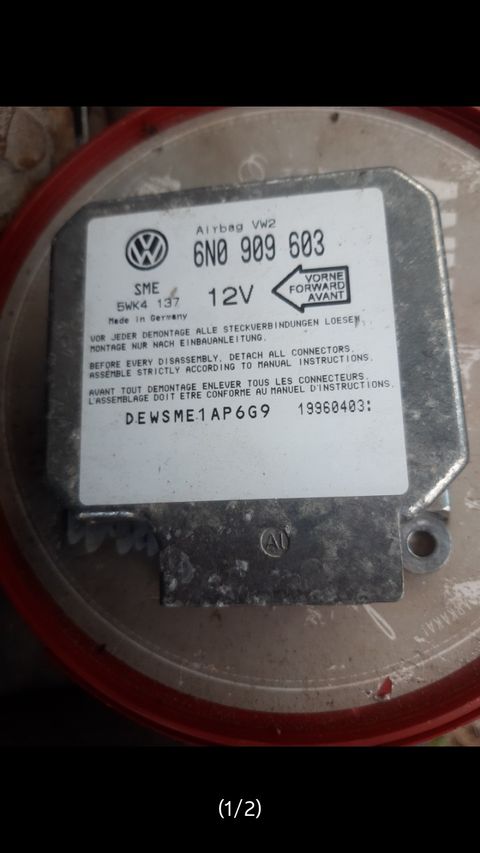 Airbag VW2
6N0 909 603
SME
5WK4 137
12V
VORNE
FORWARD
AVANT
Made in Germany
VOR JEDER DEMONTAGE ALLE STECKVERBINDUNGEN LOESEN.
MONTAGE NUR NACH EINBAUANLEITUNG.
BEFORE EVERY DISASSEMBLY, DETACH ALL CONNECTORS.
ASSEMBLE STRICTLY ACCORDING TO MANUAL INSTRUCTIONS.
AVANT TOUT DEMONTAGE ENLEVER TOUS LES CONNECTEURS.
L'ASSEMBLAGE DOIT ETRE CONFORME AU MANUEL D'INSTRUCTIONS.
DEWSME1AP6G9 19960403:
Al
(1/2)